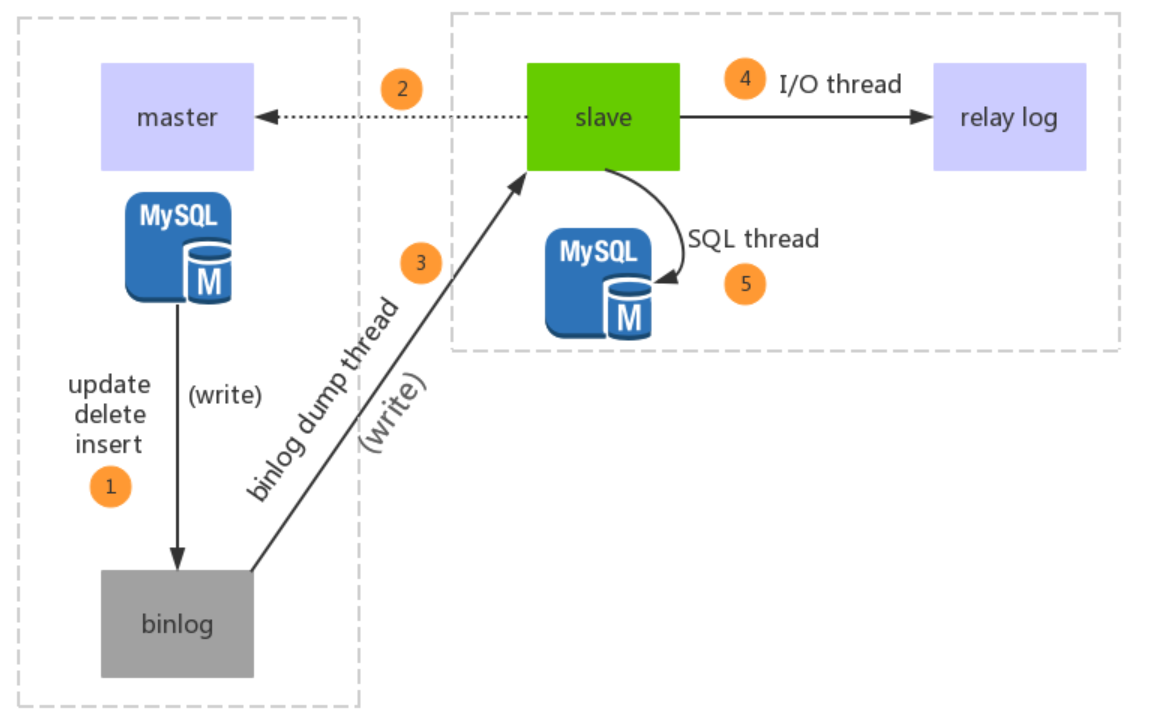 master
2
slave
4
I/O thread
relay log
MySQL
M
3
binlog dump thread
(write)
MySQL
M
SQL thread
5
update
delete
insert
(write)
1
binlog